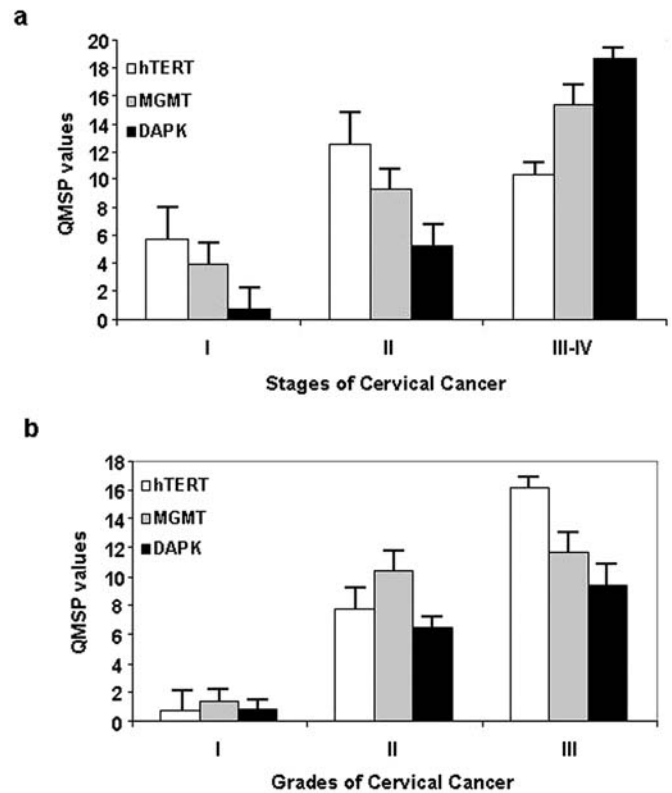 a
20
18
16
14
12
10
8
6
4
2
0
QMSP values
hTERT
MGMT
DAPK
I II III-IV
Stages of Cervical Cancer
b
18
16
14
12
10
8
6
4
2
0
QMSP values
hTERT
MGMT
DAPK
I II III
Grades of Cervical Cancer